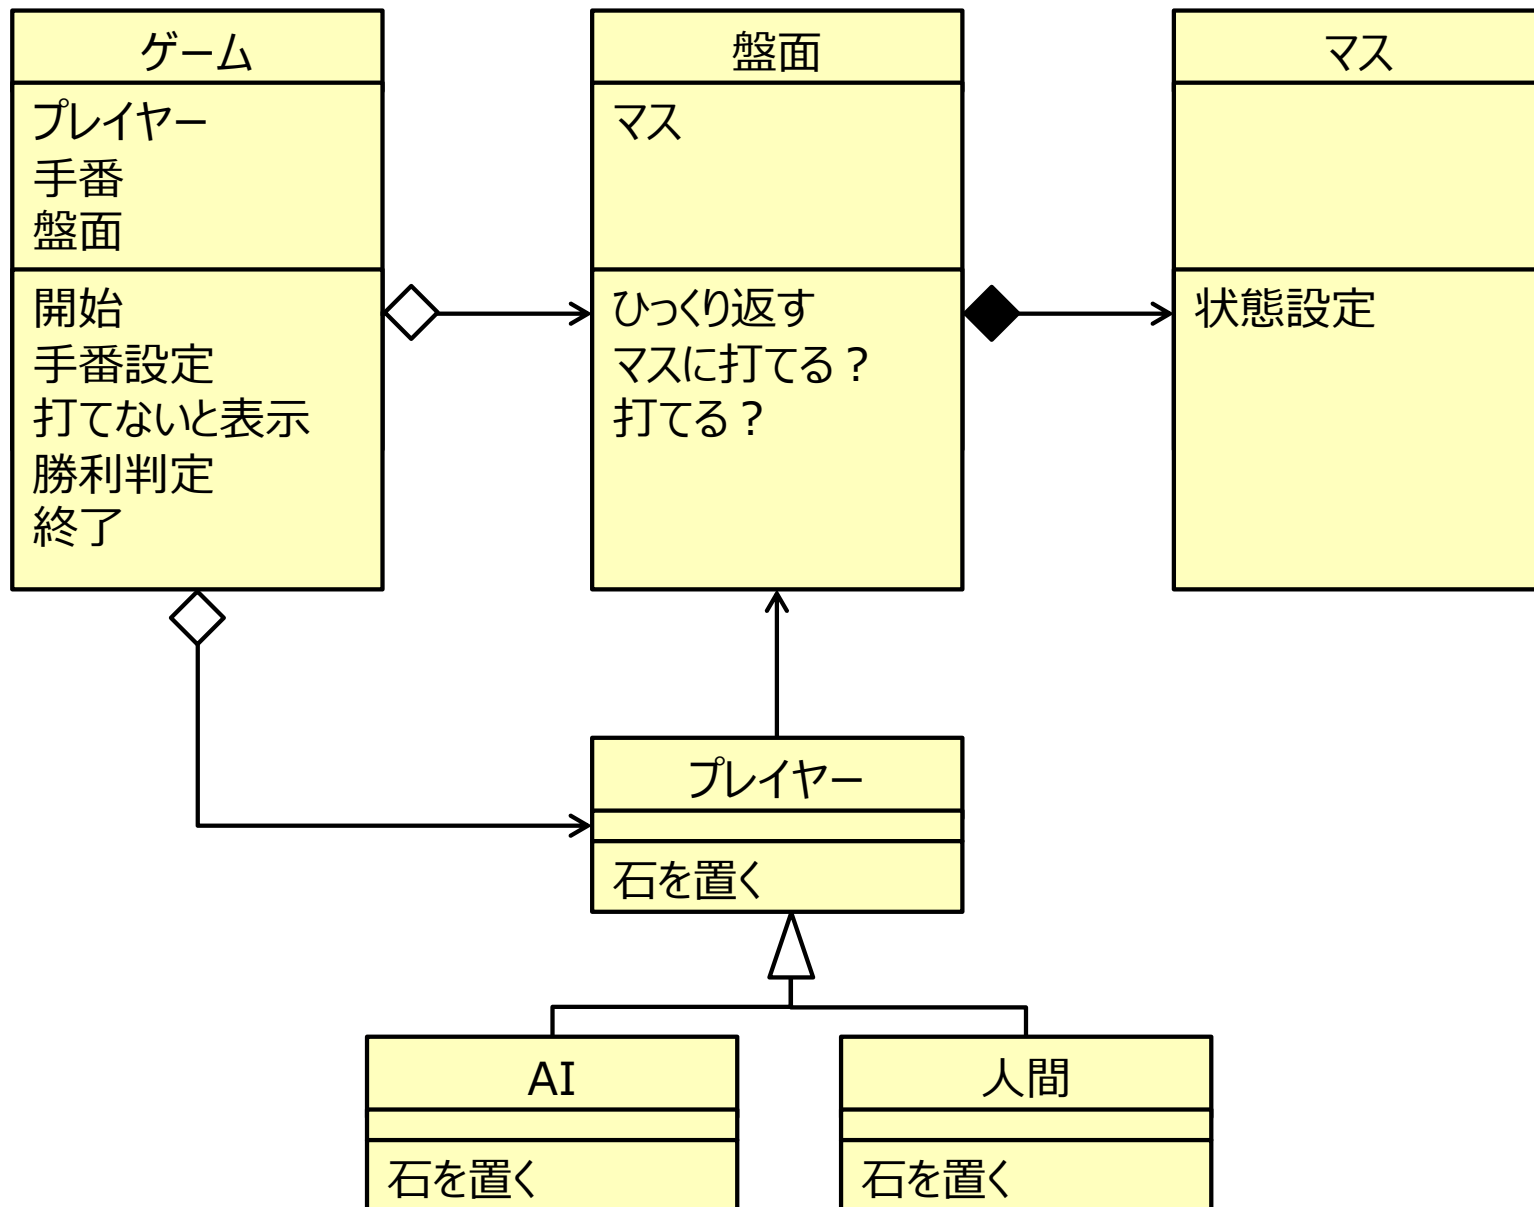 ゲーム
プレイヤー
手番
盤面
開始
手番設定
打てないと表示
勝利判定
終了
盤面
マス
ひっくり返す
マスに打てる?
打てる?
マス
状態設定
プレイヤー
石を置く
AI
石を置く
人間
石を置く